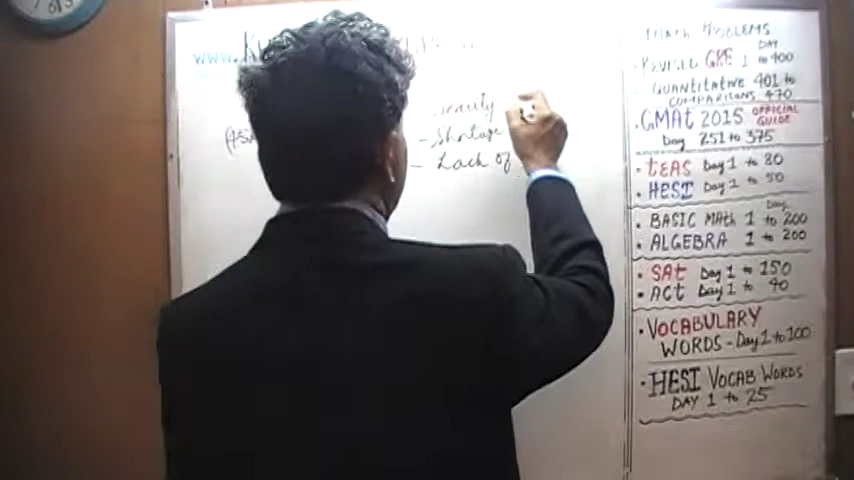 www.K
- Shortage
- Lack of
MATH PROBLEMS
DAY
• REVISED GRE 1 to 400
• QUANTITATIVE 401 to
COMPARISONS 470
• GMAt 2015 OFFICIAL GUIDE
Day 251 to 375
• tEAS Day 1 to 80
• HESI Day 1 to 50
Day
• BASIC MAth 1 to 200
• ALGEBRA 1 to 200
• SAt Day 1 to 150
• ACt Day 1 to 40
• VOCABULARY
WORDS - Day 1 to 100
• HESI VOCAB WORDS
DAY 1 to 25